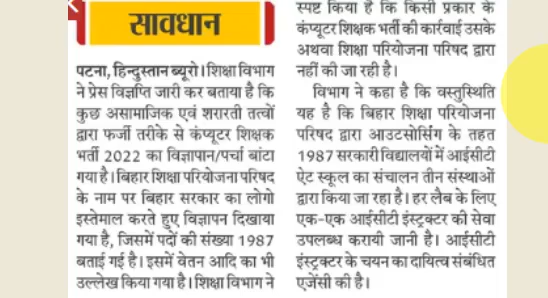 सावधान
पटना, हिन्दुस्तान ब्यूरो। शिक्षा विभाग
ने प्रेस विज्ञप्ति जारी कर बताया है कि
कुछ असामाजिक एवं शरारती तत्वों
द्वारा फर्जी तरीके से कंप्यूटर शिक्षक
भर्ती 2022 का विज्ञापान/पर्चा बांटा
गया है। बिहार शिक्षा परियोजना परिषद
के नाम पर बिहार सरकार का लोगो
इस्तेमाल करते हुए विज्ञापन दिखाया
गया है, जिसमें पदों की संख्या 1987
बताई गई है। इसमें वेतन आदि का भी
उल्लेख किया गया है। शिक्षा विभाग ने
स्पष्ट किया है कि किसी प्रकार के
कंप्यूटर शिक्षक भर्ती की कार्रवाई उसके
अथवा शिक्षा परियोजना परिषद द्वारा
नहीं की जा रही है।
विभाग ने कहा है कि वस्तुस्थिति
यह है कि बिहार शिक्षा परियोजना
परिषद द्वारा आउटसोर्सिंग के तहत
1987 सरकारी विद्यालयों में आईसीटी
ऐट स्कूल का संचालन तीन संस्थाओं
द्वारा किया जा रहा है। हर लैब के लिए
एक-एक आईसीटी इंस्ट्रक्टर की सेवा
उपलब्ध करायी जानी है। आईसीटी
इंस्ट्रक्टर के चयन का दायित्व संबंधित
एजेंसी की है।